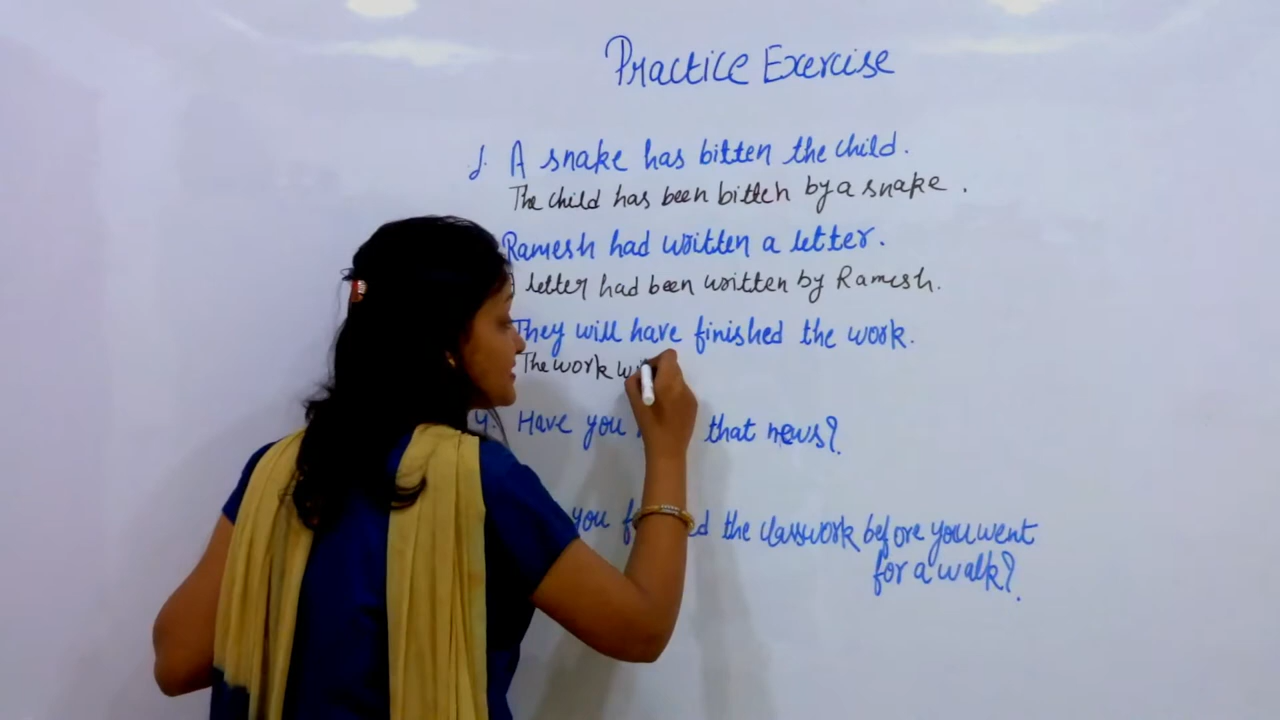 Practice Exercise
1. A snake has bitten the child.
The child has been bitten by a snake.
Ramesh had written a letter.
letter had been written by Ramesh.
They will have finished the work.
The work
4. Have you that news?
you the classwork before you went
for a walk?